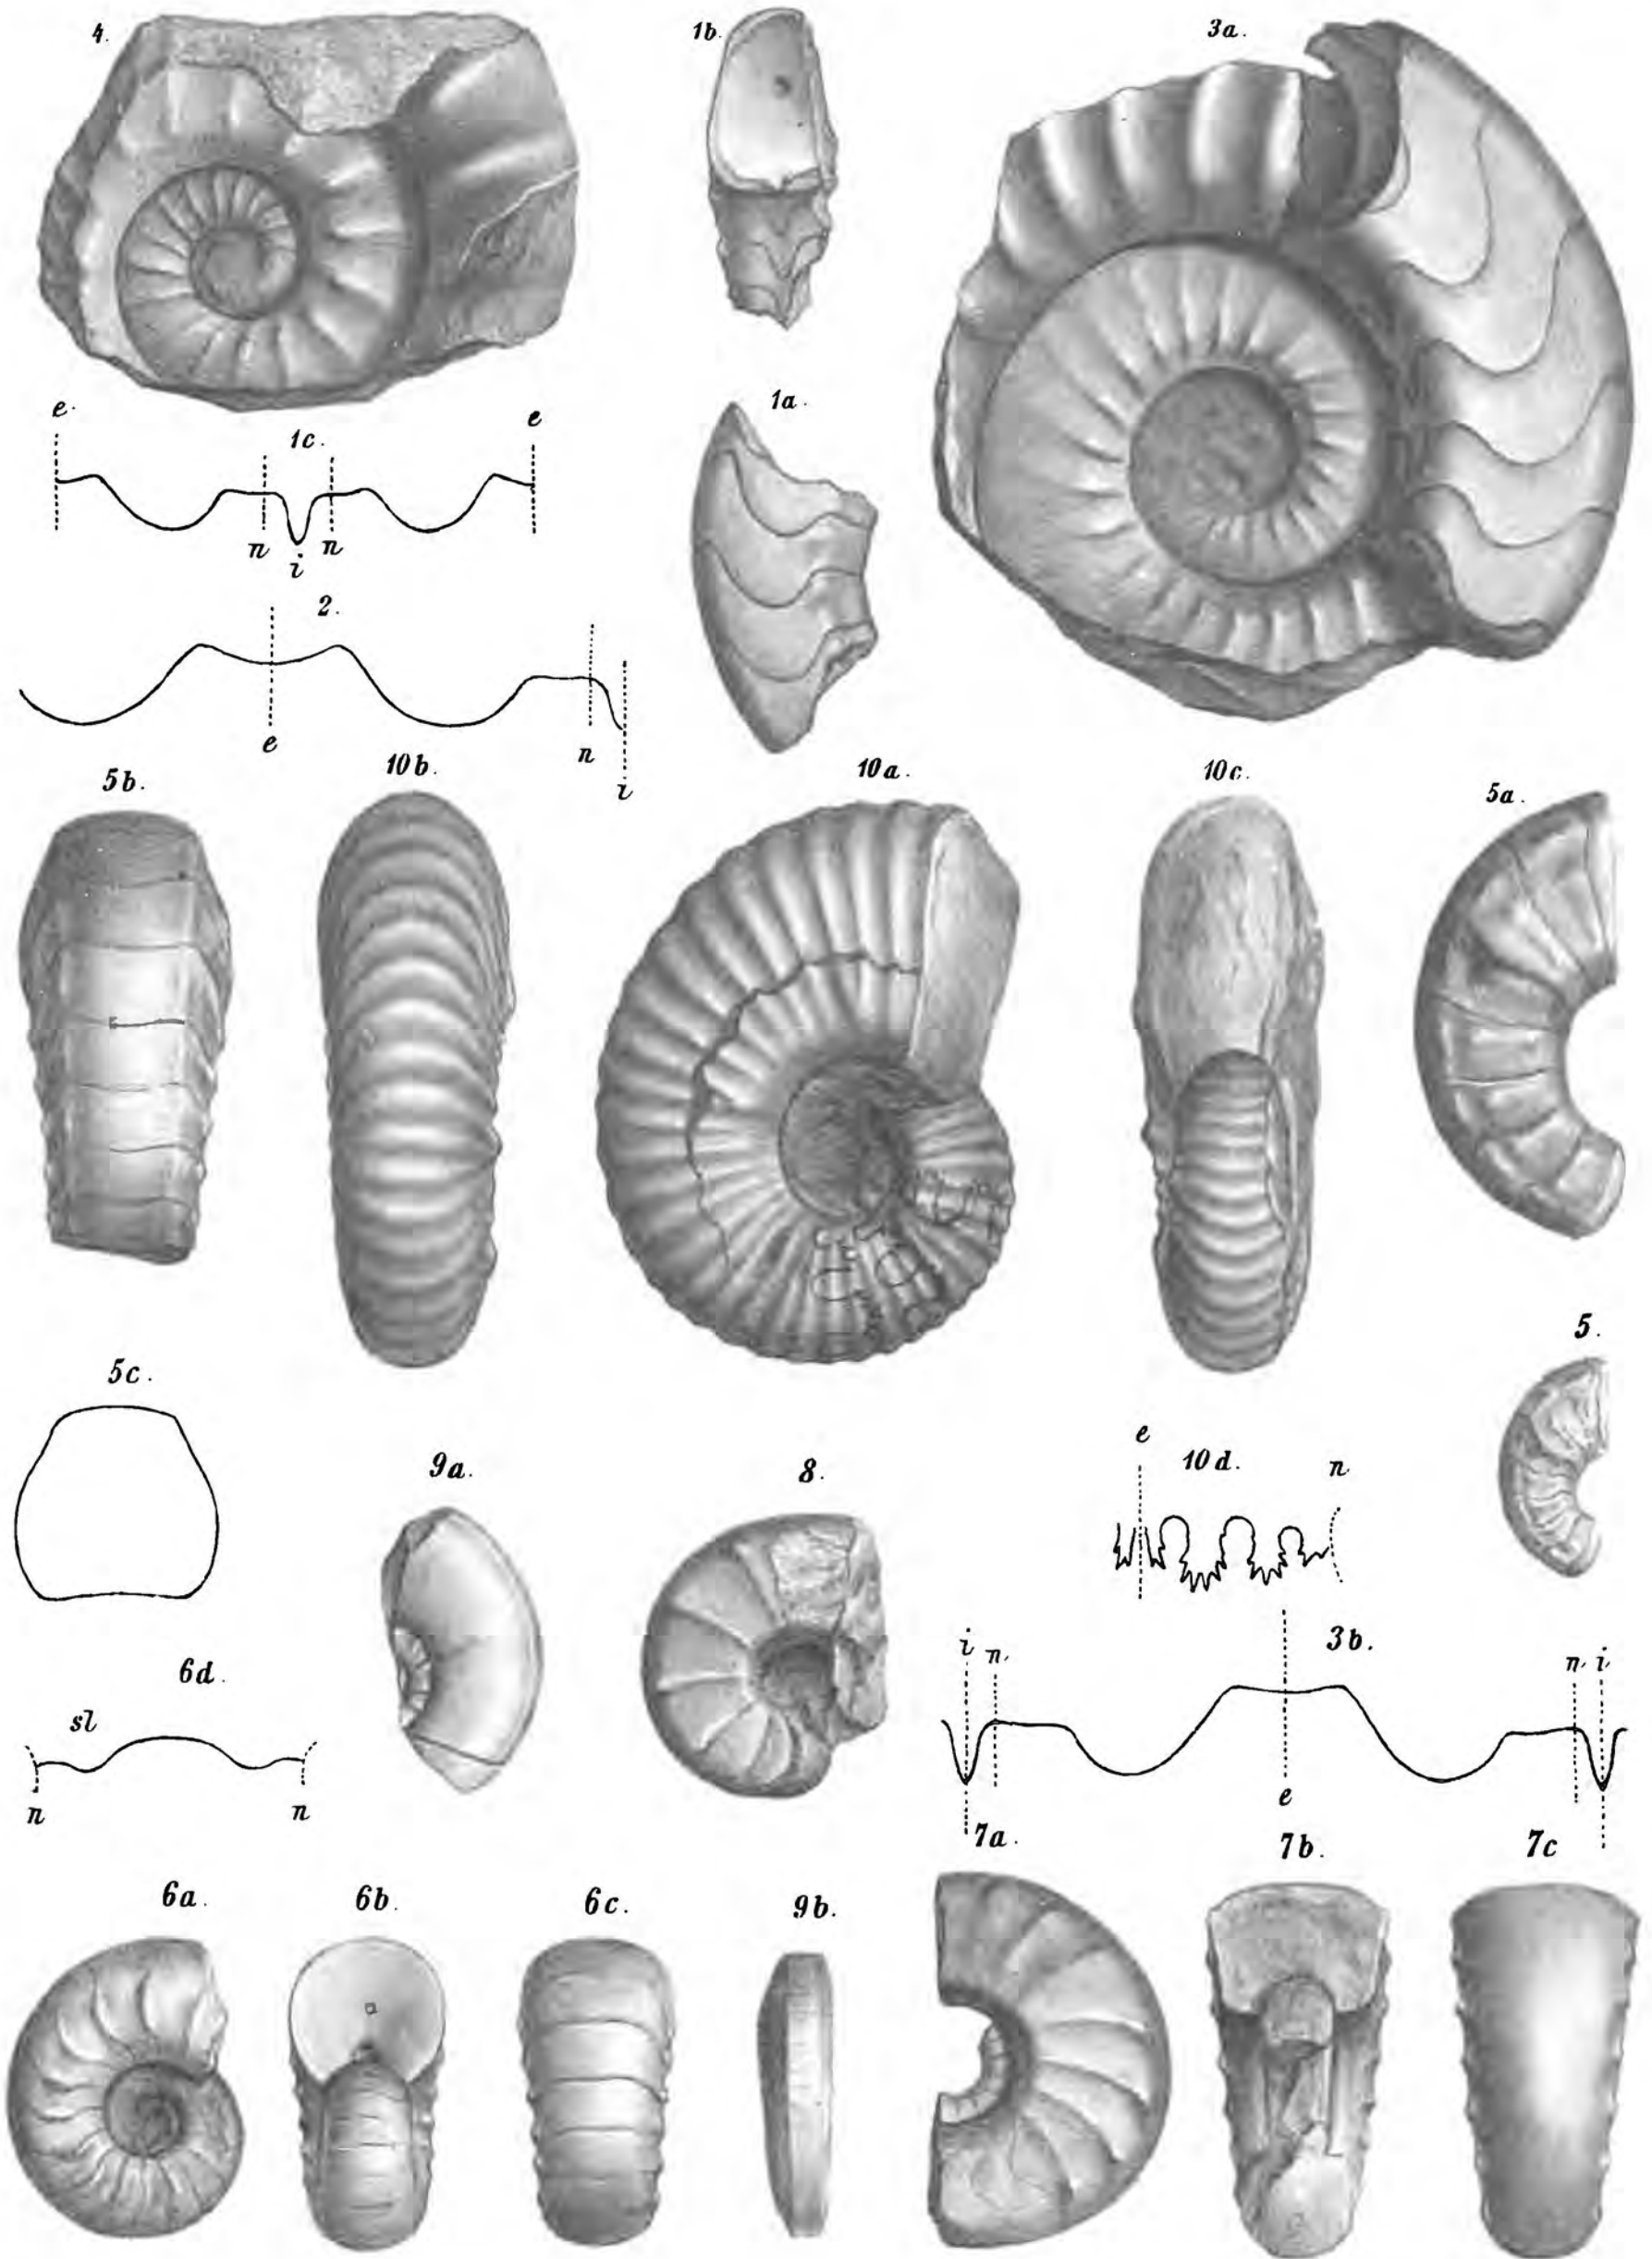 4.
1b.
3a.
1a.
e.
e
1c.
n
n
i
2.
e
n
i
5b.
10b.
10a.
10c.
5a.
5c.
5.
9a.
8.
e
10d.
n.
6d.
sl
n
n
3b.
i
n.
n.
i
e
7a.
7b.
7c
6a.
6b.
6c.
9b.